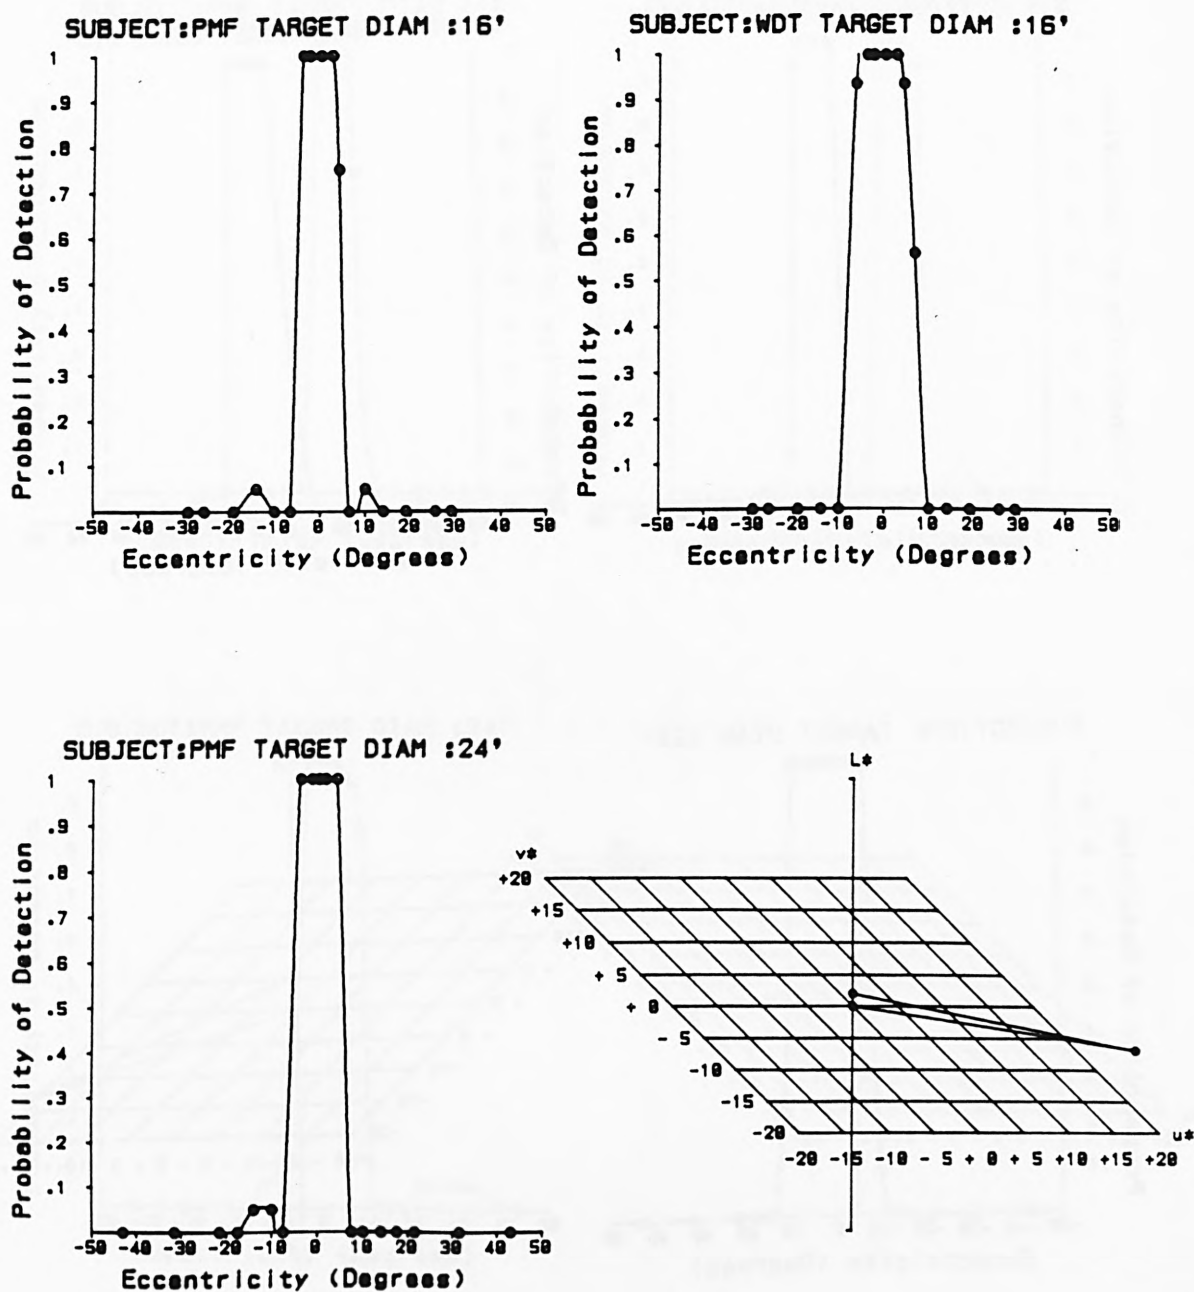 SUBJECT:PMF TARGET DIAM :16'
Probability of Detection
1
.9
.8
.7
.6
.5
.4
.3
.2
.1
-50 -40 -30 -20 -10 0 10 20 30 40 50
Eccentricity (Degrees)
SUBJECT:WDT TARGET DIAM :16'
Probability of Detection
1
.9
.8
.7
.6
.5
.4
.3
.2
.1
-50 -40 -30 -20 -10 0 10 20 30 40 50
Eccentricity (Degrees)
SUBJECT:PMF TARGET DIAM :24'
Probability of Detection
1
.9
.8
.7
.6
.5
.4
.3
.2
.1
-50 -40 -30 -20 -10 0 10 20 30 40 50
Eccentricity (Degrees)
L*
v*
+20
+15
+10
+ 5
+ 0
- 5
-10
-15
-20
u*
-20 -15 -10 - 5 + 0 + 5 +10 +15 +20